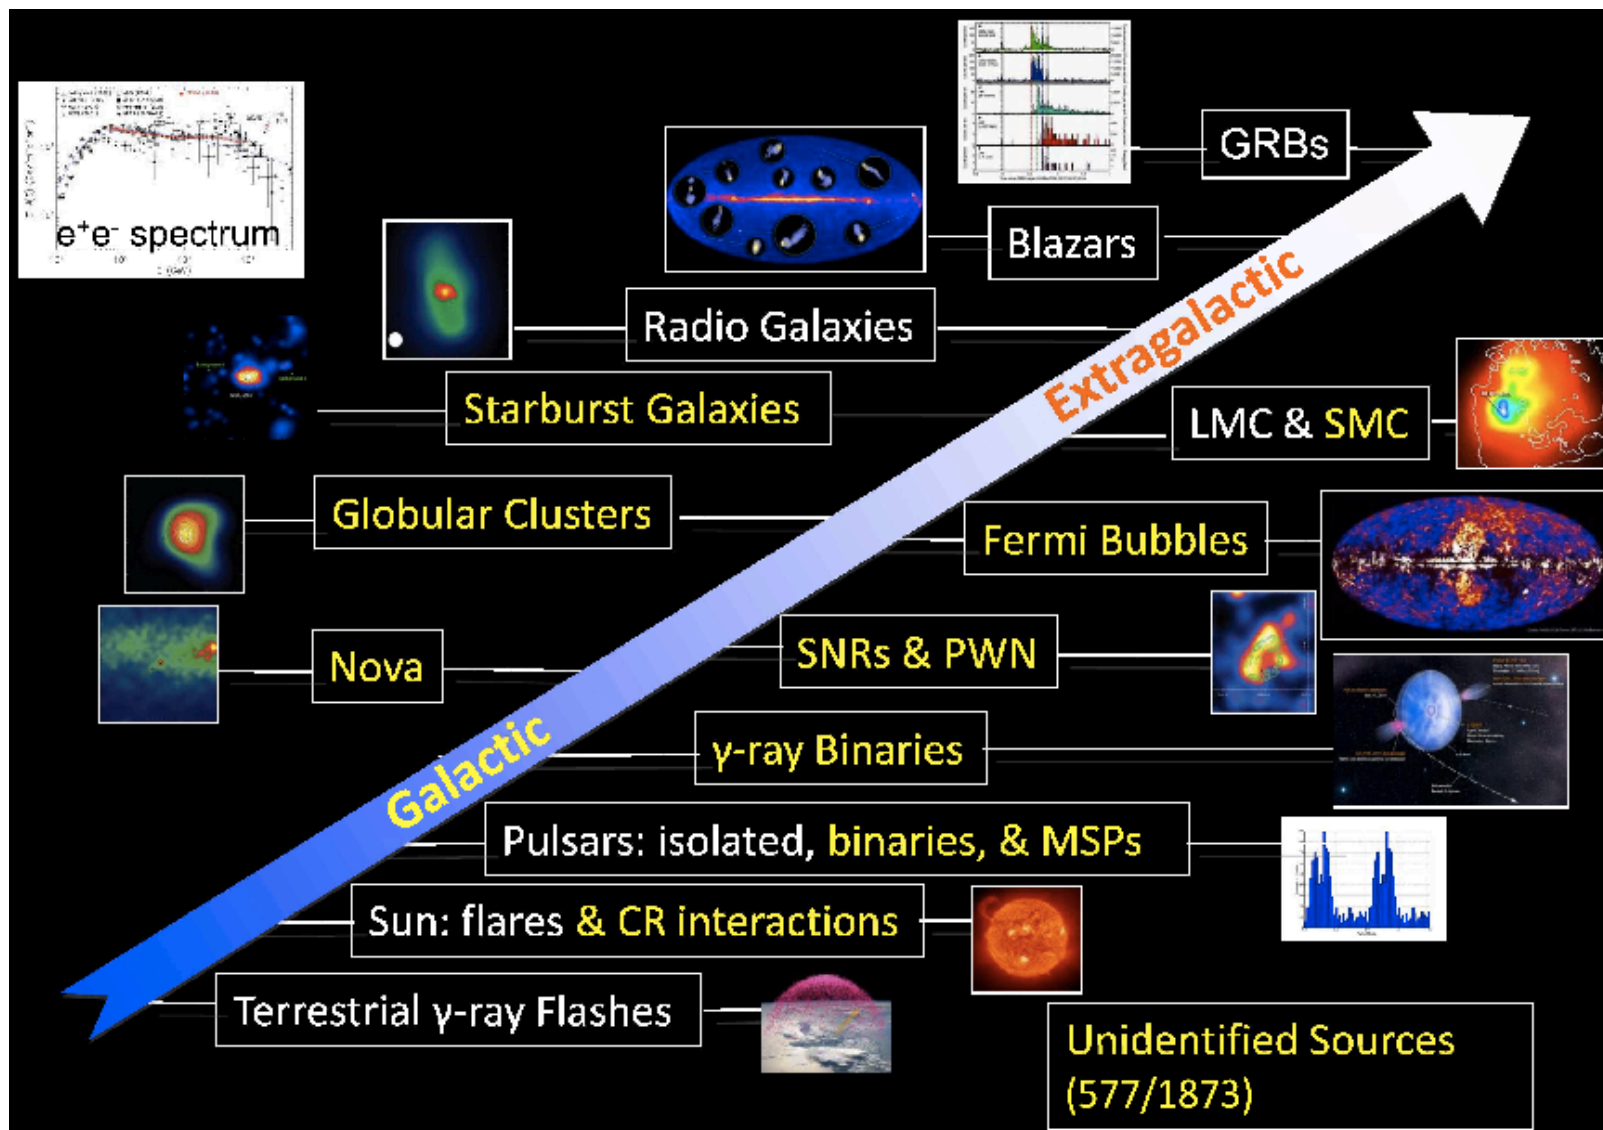 GRBs
Blazars
e⁺e⁻ spectrum
Radio Galaxies
Extragalactic
Starburst Galaxies
LMC & SMC
Globular Clusters
Fermi Bubbles
Nova
SNRs & PWN
Galactic
γ-ray Binaries
Pulsars: isolated, binaries, & MSPs
Sun: flares & CR interactions
Terrestrial γ-ray Flashes
Unidentified Sources
(577/1873)